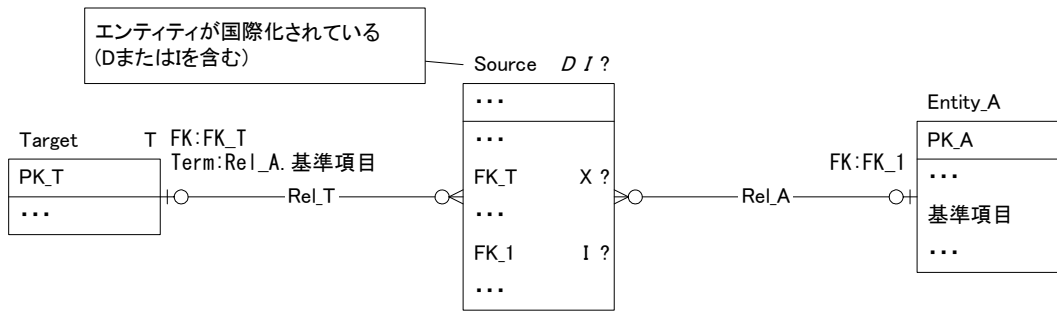 エンティティが国際化されている
(DまたはIを含む)
Source D I ?
・・・
・・・
FK_T X ?
・・・
FK_1 I ?
・・・
Target T
PK_T
・・・
FK:FK_T
Term:Rel_A.基準項目
Rel_T
Rel_A
FK:FK_1
Entity_A
PK_A
・・・
基準項目
・・・